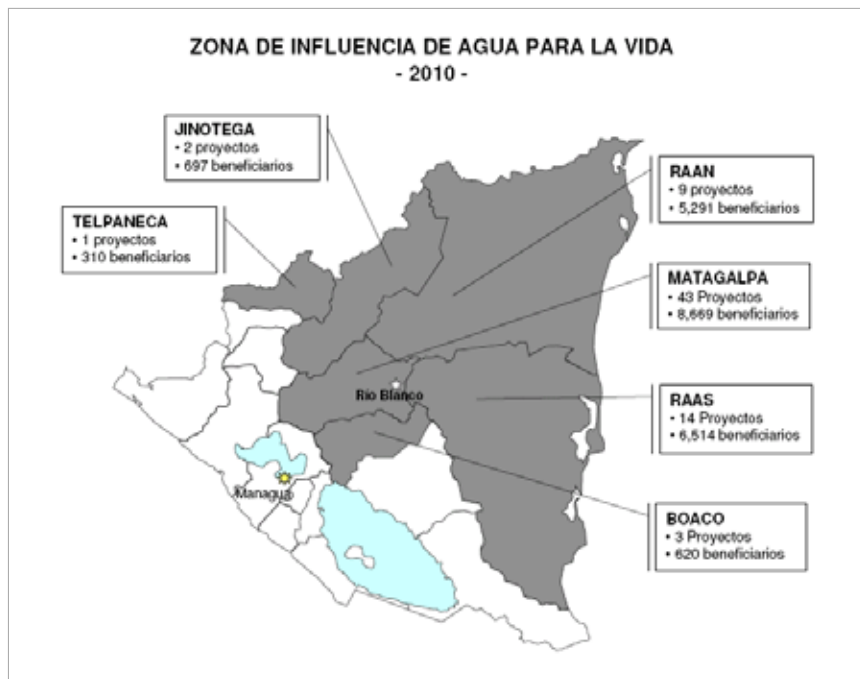 ZONA DE INFLUENCIA DE AGUA PARA LA VIDA
- 2010 -
JINOTEGA
• 2 proyectos
• 697 beneficiarios
RAAN
• 9 proyectos
• 5,291 beneficiarios
TELPANECA
• 1 proyectos
• 310 beneficiarios
MATAGALPA
• 43 Proyectos
• 8,669 beneficiarios
Río Blanco
RAAS
• 14 Proyectos
• 6,514 beneficiarios
Managua
BOACO
• 3 Proyectos
• 620 beneficiarios